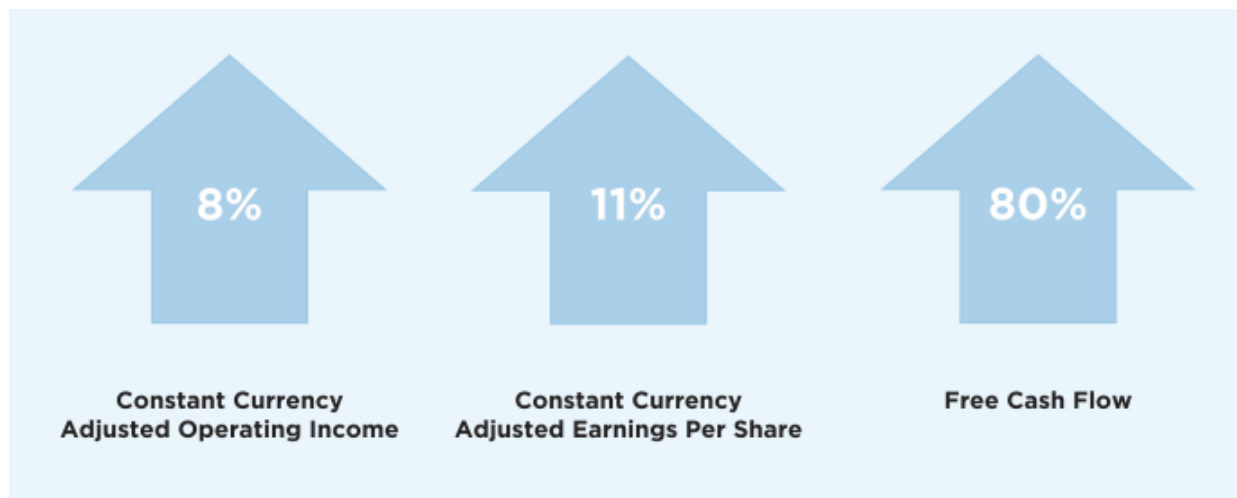 8%
11%
80%
Constant Currency
Adjusted Operating Income
Constant Currency
Adjusted Earnings Per Share
Free Cash Flow